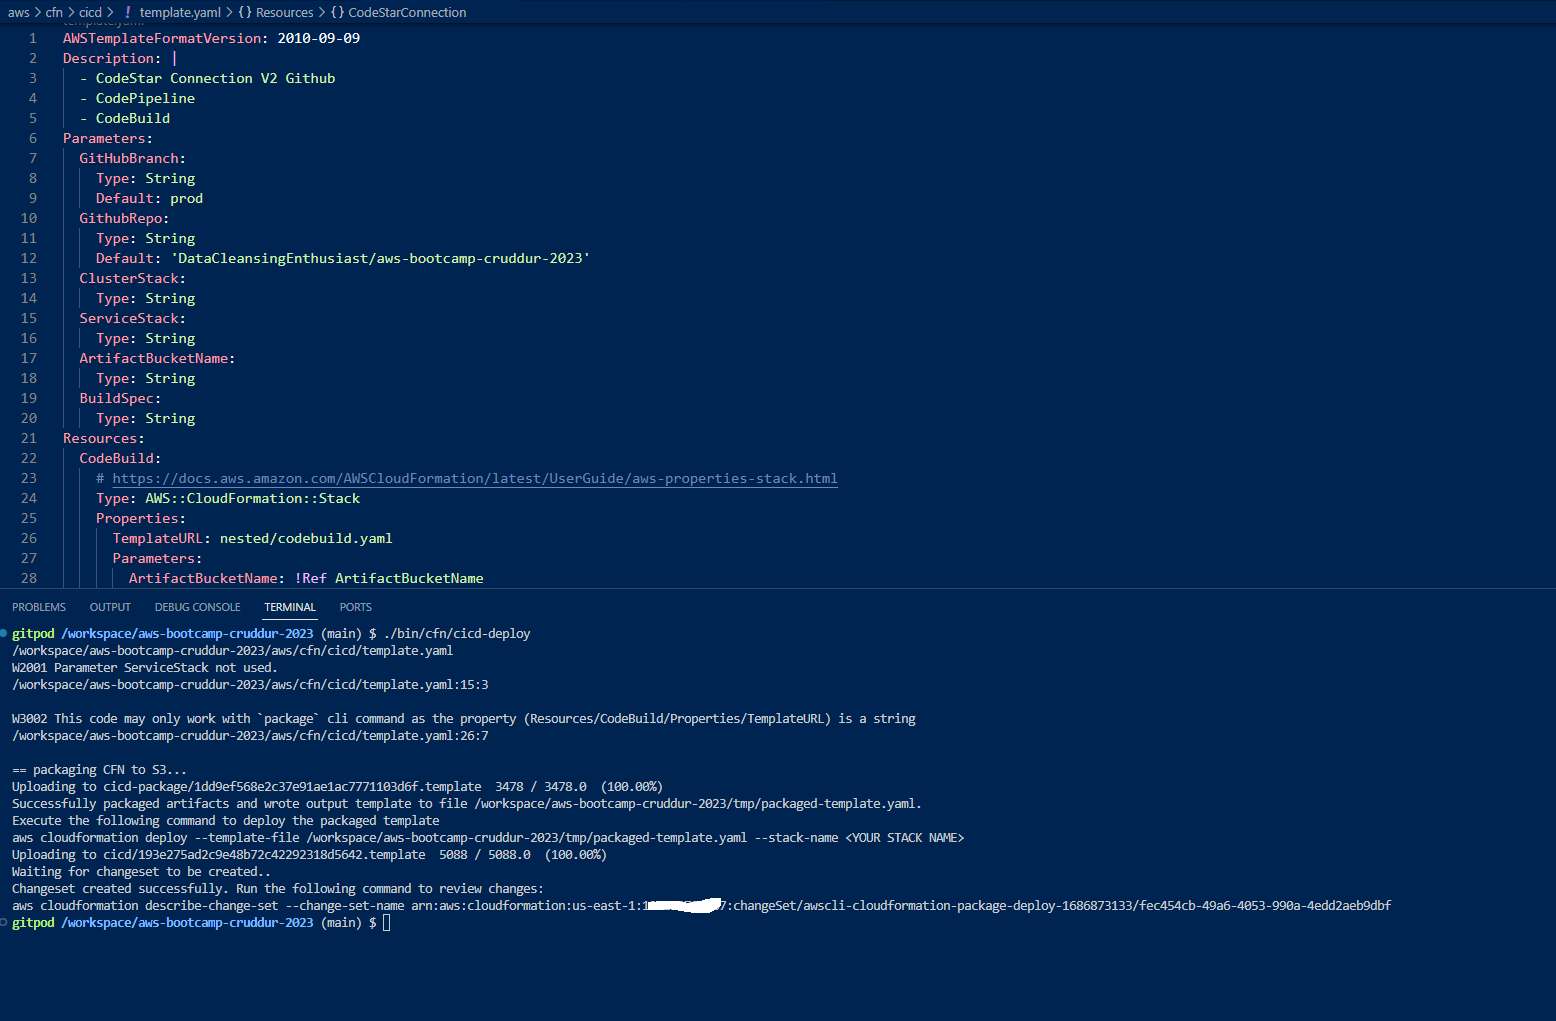 aws > cfn > cicd > ! template.yaml > {} Resources > {} CodeStarConnection
template.yaml
1 AWSTemplateFormatVersion: 2010-09-09
2 Description: |
3 - CodeStar Connection V2 Github
4 - CodePipeline
5 - CodeBuild
6 Parameters:
7 GitHubBranch:
8 Type: String
9 Default: prod
10 GithubRepo:
11 Type: String
12 Default: 'DataCleansingEnthusiast/aws-bootcamp-cruddur-2023'
13 ClusterStack:
14 Type: String
15 ServiceStack:
16 Type: String
17 ArtifactBucketName:
18 Type: String
19 BuildSpec:
20 Type: String
21 Resources:
22 CodeBuild:
23 # https://docs.aws.amazon.com/AWSCloudFormation/latest/UserGuide/aws-properties-stack.html
24 Type: AWS::CloudFormation::Stack
25 Properties:
26 TemplateURL: nested/codebuild.yaml
27 Parameters:
28 ArtifactBucketName: !Ref ArtifactBucketName
PROBLEMS OUTPUT DEBUG CONSOLE TERMINAL PORTS
gitpod /workspace/aws-bootcamp-cruddur-2023 (main) $ ./bin/cfn/cicd-deploy
/workspace/aws-bootcamp-cruddur-2023/aws/cfn/cicd/template.yaml
W2001 Parameter ServiceStack not used.
/workspace/aws-bootcamp-cruddur-2023/aws/cfn/cicd/template.yaml:15:3
W3002 This code may only work with `package` cli command as the property (Resources/CodeBuild/Properties/TemplateURL) is a string
/workspace/aws-bootcamp-cruddur-2023/aws/cfn/cicd/template.yaml:26:7
== packaging CFN to S3...
Uploading to cicd-package/1dd9ef568e2c37e91ae1ac7771103d6f.template 3478 / 3478.0 (100.00%)
Successfully packaged artifacts and wrote output template to file /workspace/aws-bootcamp-cruddur-2023/tmp/packaged-template.yaml.
Execute the following command to deploy the packaged template
aws cloudformation deploy --template-file /workspace/aws-bootcamp-cruddur-2023/tmp/packaged-template.yaml --stack-name <YOUR STACK NAME>
Uploading to cicd/193e275ad2c9e48b72c42292318d5642.template 5088 / 5088.0 (100.00%)
Waiting for changeset to be created..
Changeset created successfully. Run the following command to review changes:
aws cloudformation describe-change-set --change-set-name arn:aws:cloudformation:us-east-1:1 7:changeSet/awscli-cloudformation-package-deploy-1686873133/fec454cb-49a6-4053-990a-4edd2aeb9dbf
gitpod /workspace/aws-bootcamp-cruddur-2023 (main) $